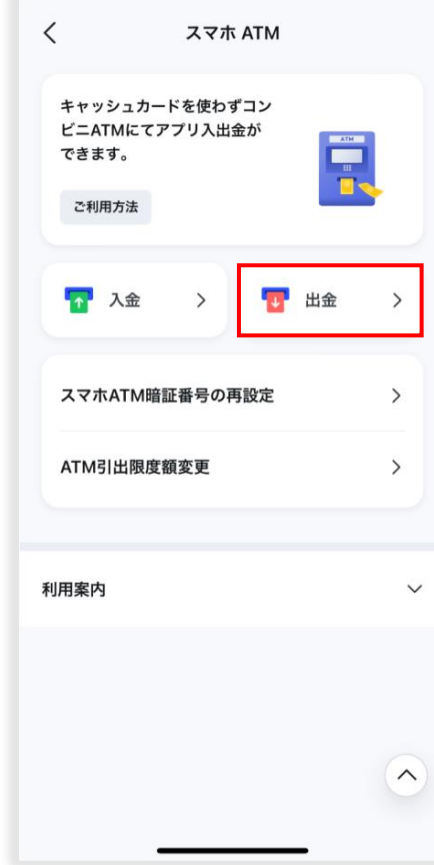 スマホ ATM
キャッシュカードを使わずコン
ビニATMにてアプリ入出金が
できます。
ATM
ご利用方法
入金
出金
スマホATM暗証番号の再設定
ATM引出限度額変更
利用案内